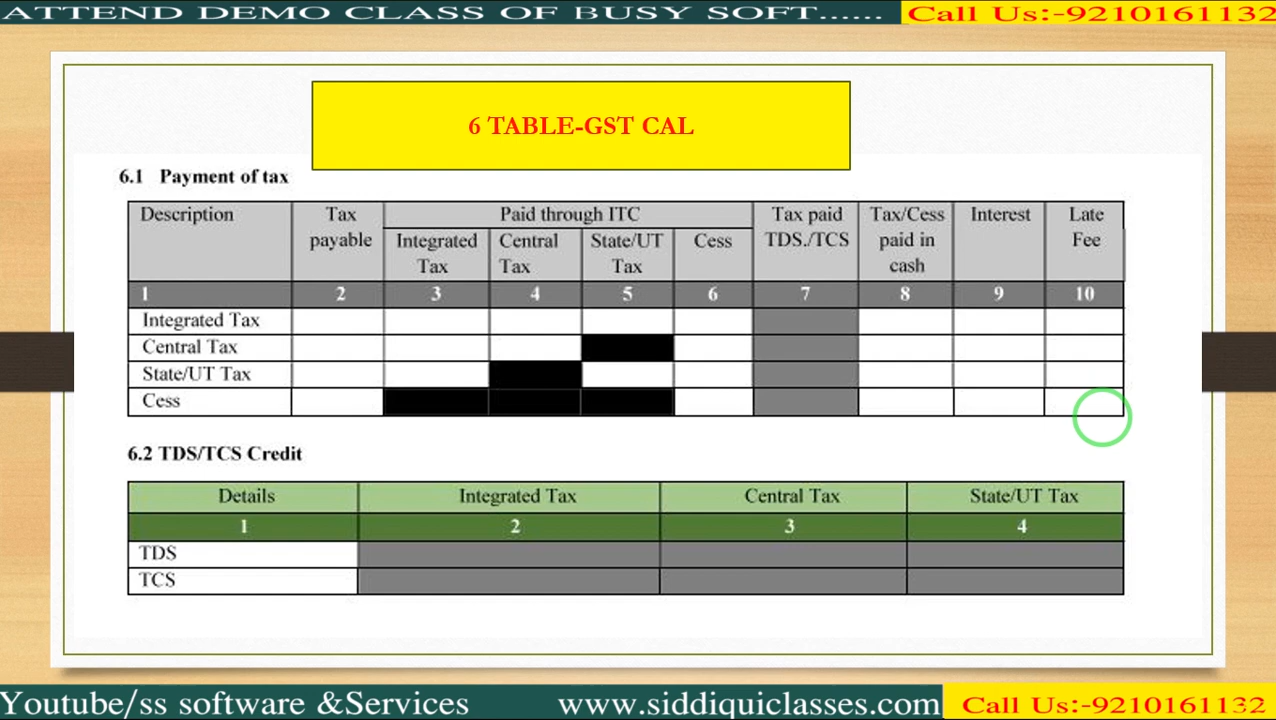 ATTEND DEMO CLASS OF BUSY SOFT...... Call Us:-9210161132
6 TABLE-GST CAL
6.1 Payment of tax
Description Tax payable Paid through ITC Tax paid TDS./TCS Tax/Cess paid in cash Interest Late Fee
Integrated Tax Central Tax State/UT Tax Cess
1 2 3 4 5 6 7 8 9 10
Integrated Tax
Central Tax
State/UT Tax
Cess
6.2 TDS/TCS Credit
Details Integrated Tax Central Tax State/UT Tax
1 2 3 4
TDS
TCS
Youtube/ss software &Services www.siddiquiclasses.com Call Us:-9210161132